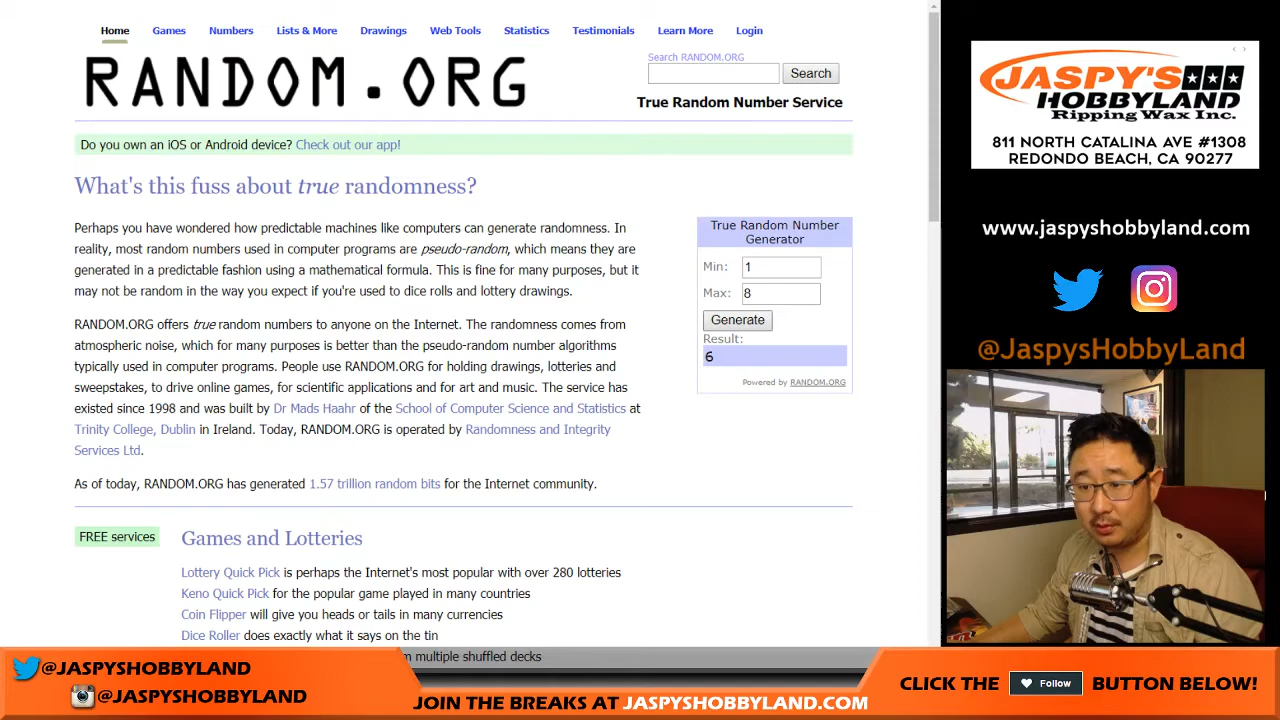 Home Games Numbers Lists & More Drawings Web Tools Statistics Testimonials Learn More Login
RANDOM.ORG
Search RANDOM.ORG
Search
True Random Number Service
Do you own an iOS or Android device? Check out our app!
What's this fuss about true randomness?
Perhaps you have wondered how predictable machines like computers can generate randomness. In
reality, most random numbers used in computer programs are pseudo-random, which means they are
generated in a predictable fashion using a mathematical formula. This is fine for many purposes, but it
may not be random in the way you expect if you're used to dice rolls and lottery drawings.
RANDOM.ORG offers true random numbers to anyone on the Internet. The randomness comes from
atmospheric noise, which for many purposes is better than the pseudo-random number algorithms
typically used in computer programs. People use RANDOM.ORG for holding drawings, lotteries and
sweepstakes, to drive online games, for scientific applications and for art and music. The service has
existed since 1998 and was built by Dr Mads Haahr of the School of Computer Science and Statistics at
Trinity College, Dublin in Ireland. Today, RANDOM.ORG is operated by Randomness and Integrity
Services Ltd.
As of today, RANDOM.ORG has generated 1.57 trillion random bits for the Internet community.
True Random Number
Generator
Min: 1
Max: 8
Generate
Result:
6
Powered by RANDOM.ORG
FREE services
Games and Lotteries
Lottery Quick Pick is perhaps the Internet's most popular with over 280 lotteries
Keno Quick Pick for the popular game played in many countries
Coin Flipper will give you heads or tails in many currencies
Dice Roller does exactly what it says on the tin
m multiple shuffled decks
JASPY'S
HOBBYLAND
Ripping Wax Inc.
811 NORTH CATALINA AVE #1308
REDONDO BEACH, CA 90277
www.jaspyshobbyland.com
@JaspysHobbyLand
@JASPYSHOBBYLAND
@JASPYSHOBBYLAND
JOIN THE BREAKS AT JASPYSHOBBYLAND.COM
CLICK THE Follow BUTTON BELOW!